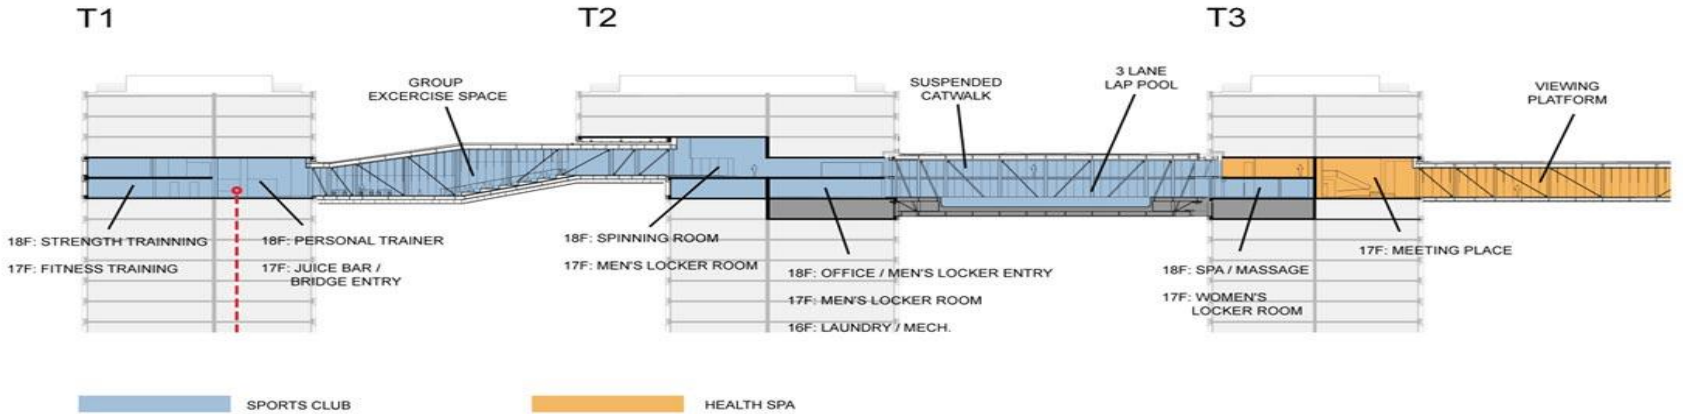 T1
T2
T3
GROUP
EXCERCISE SPACE
SUSPENDED
CATWALK
3 LANE
LAP POOL
VIEWING
PLATFORM
18F: STRENGTH TRAINNING
17F: FITNESS TRAINING
18F: PERSONAL TRAINER
17F: JUICE BAR /
BRIDGE ENTRY
18F: SPINNING ROOM
17F: MEN'S LOCKER ROOM
18F: OFFICE / MEN'S LOCKER ENTRY
17F: MEN'S LOCKER ROOM
16F: LAUNDRY / MECH.
18F: SPA / MASSAGE
17F: WOMEN'S
LOCKER ROOM
17F: MEETING PLACE
SPORTS CLUB
HEALTH SPA